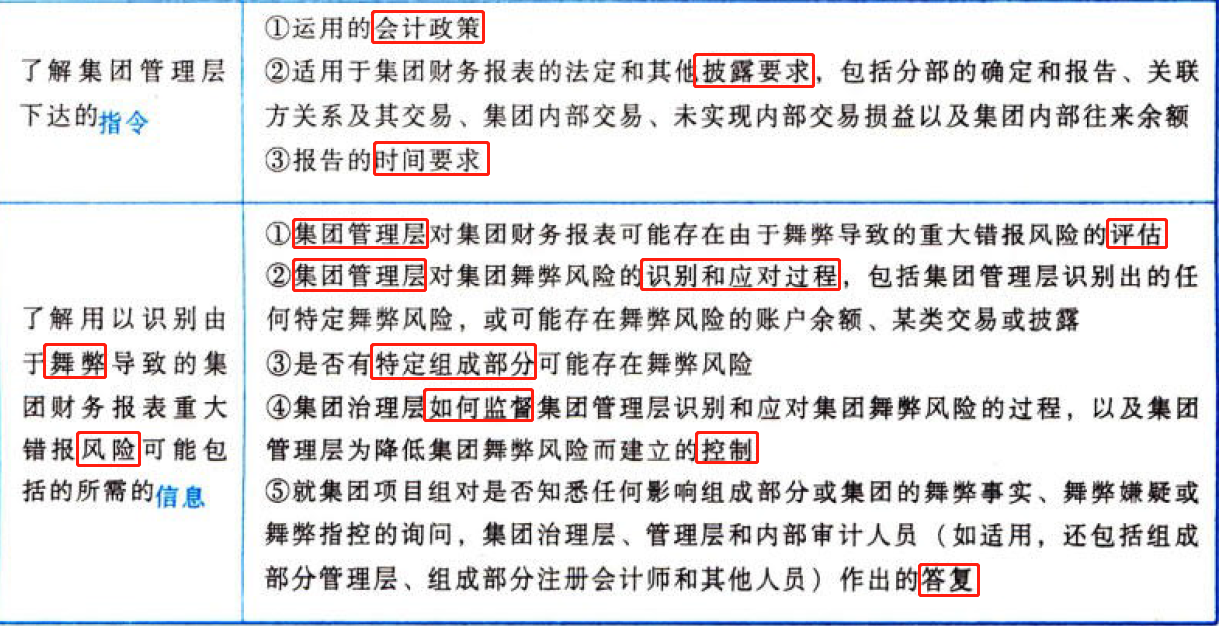 了解集团管理层
下达的指令
①运用的会计政策
②适用于集团财务报表的法定和其他披露要求，包括分部的确定和报告、关联
方关系及其交易、集团内部交易、未实现内部交易损益以及集团内部往来余额
③报告的时间要求
了解用以识别由
于舞弊导致的集
团财务报表重大
错报风险可能包
括的所需的信息
①集团管理层对集团财务报表可能存在由于舞弊导致的重大错报风险的评估
②集团管理层对集团舞弊风险的识别和应对过程，包括集团管理层识别出的任
何特定舞弊风险，或可能存在舞弊风险的账户余额、某类交易或披露
③是否有特定组成部分可能存在舞弊风险
④集团治理层如何监督集团管理层识别和应对集团舞弊风险的过程，以及集团
管理层为降低集团舞弊风险而建立的控制
⑤就集团项目组对是否知悉任何影响组成部分或集团的舞弊事实、舞弊嫌疑或
舞弊指控的询问，集团治理层、管理层和内部审计人员（如适用，还包括组成
部分管理层、组成部分注册会计师和其他人员）作出的答复